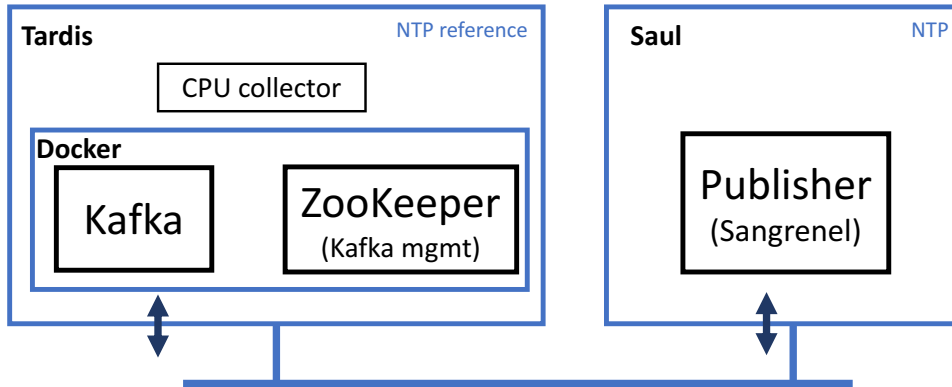 Tardis
NTP reference
CPU collector
Docker
Kafka
ZooKeeper
(Kafka mgmt)
Saul
NTP
Publisher
(Sangrenel)